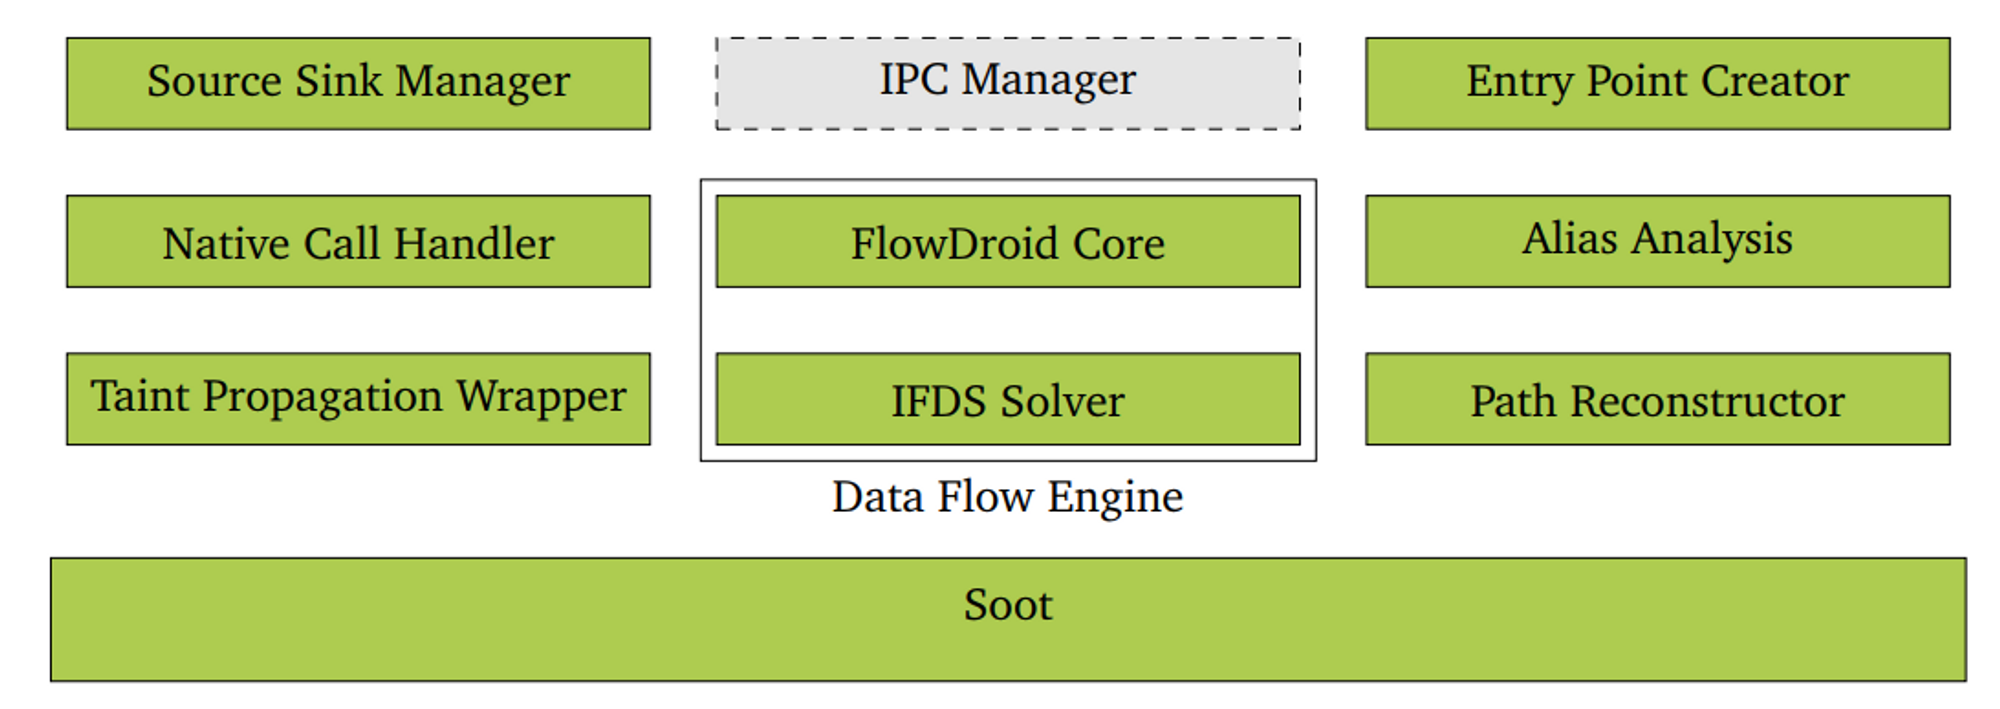 Source Sink Manager
IPC Manager
Entry Point Creator
Native Call Handler
FlowDroid Core
Alias Analysis
Taint Propagation Wrapper
IFDS Solver
Path Reconstructor
Data Flow Engine
Soot